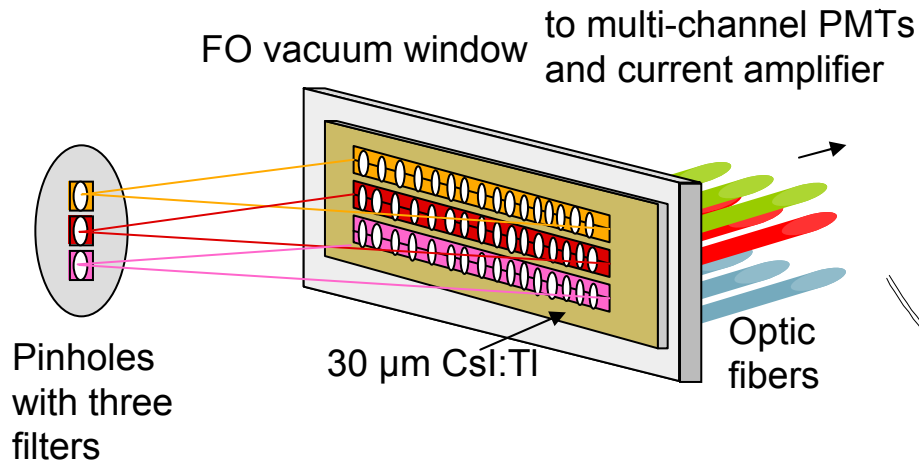 to multi-channel PMTs
and current amplifier
FO vacuum window
Pinholes
with three
filters
30 µm CsI:Tl
Optic
fibers